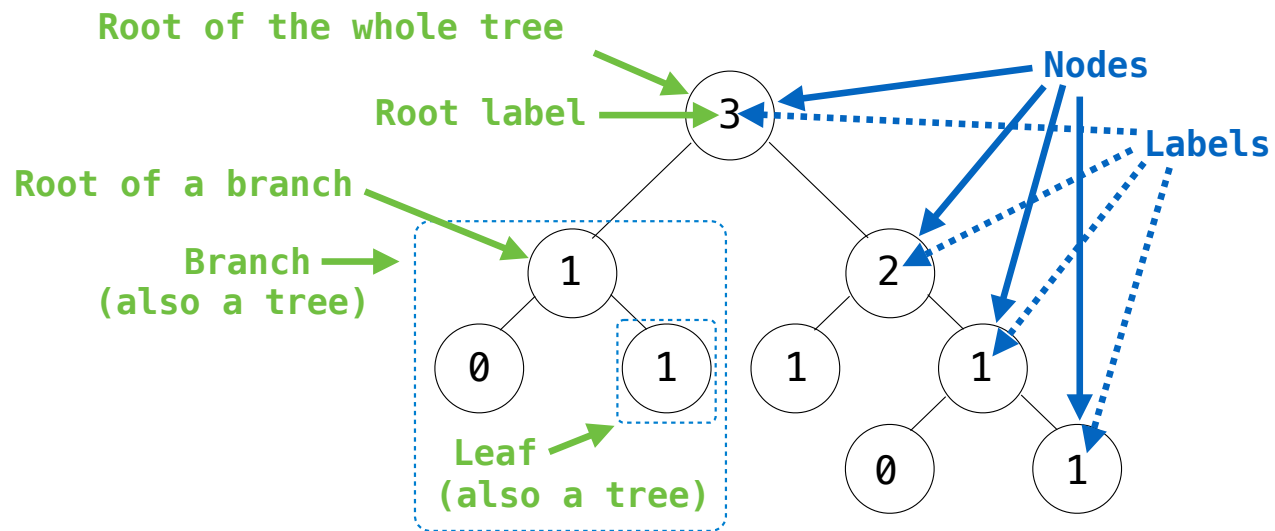 Root of the whole tree
Nodes
Root label
3
Labels
Root of a branch
Branch
(also a tree)
1
2
0
1
1
1
Leaf
(also a tree)
0
1